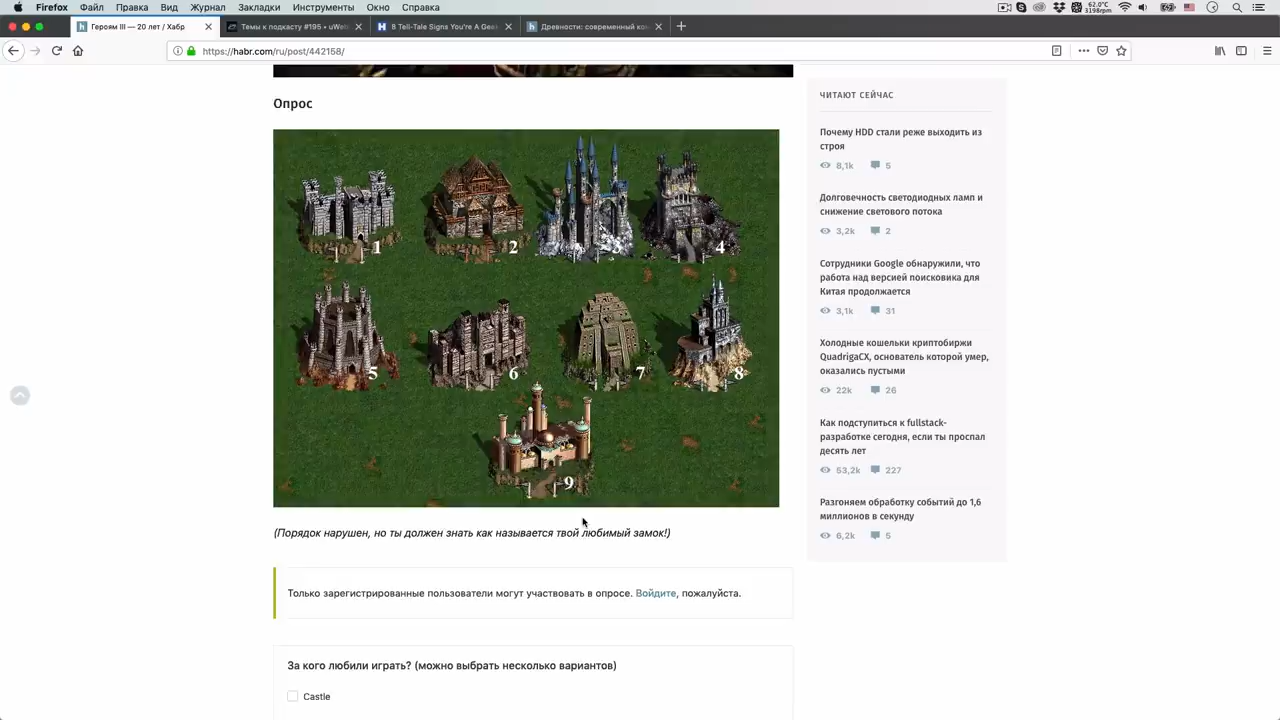 Firefox Файл Правка Вид Журнал Закладки Инструменты Окно Справка
62.0°C
3198rpm
Героям III — 20 лет / Хабр
Темы к подкасту #195 • uWeb
8 Tell-Tale Signs You're A Gee
Древности: современный ко
https://habr.com/ru/post/442158/
Опрос
1
2
3
4
5
6
7
8
9
(Порядок нарушен, но ты должен знать как называется твой любимый замок!)
Только зарегистрированные пользователи могут участвовать в опросе. Войдите, пожалуйста.
За кого любили играть? (можно выбрать несколько вариантов)
Castle
ЧИТАЮТ СЕЙЧАС
Почему HDD стали реже выходить из
строя
8,1k 5
Долговечность светодиодных ламп и
снижение светового потока
3,2k 2
Сотрудники Google обнаружили, что
работа над версией поисковика для
Китая продолжается
3,1k 31
Холодные кошельки криптобиржи
QuadrigaCX, основатель которой умер,
оказались пустыми
22k 26
Как подступиться к fullstack-
разработке сегодня, если ты проспал
десять лет
53,2k 227
Разгоняем обработку событий до 1,6
миллионов в секунду
6,2k 5